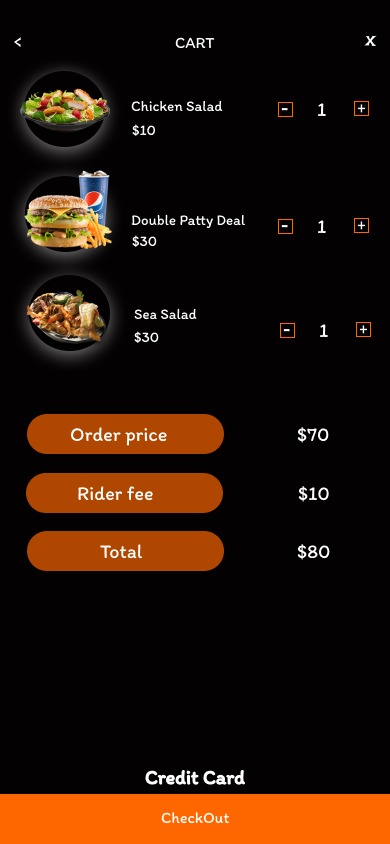 < CART X
Chicken Salad
$10
- 1 +
Double Patty Deal
$30
- 1 +
Sea Salad
$30
- 1 +
Order price $70
Rider fee $10
Total $80
Credit Card
CheckOut